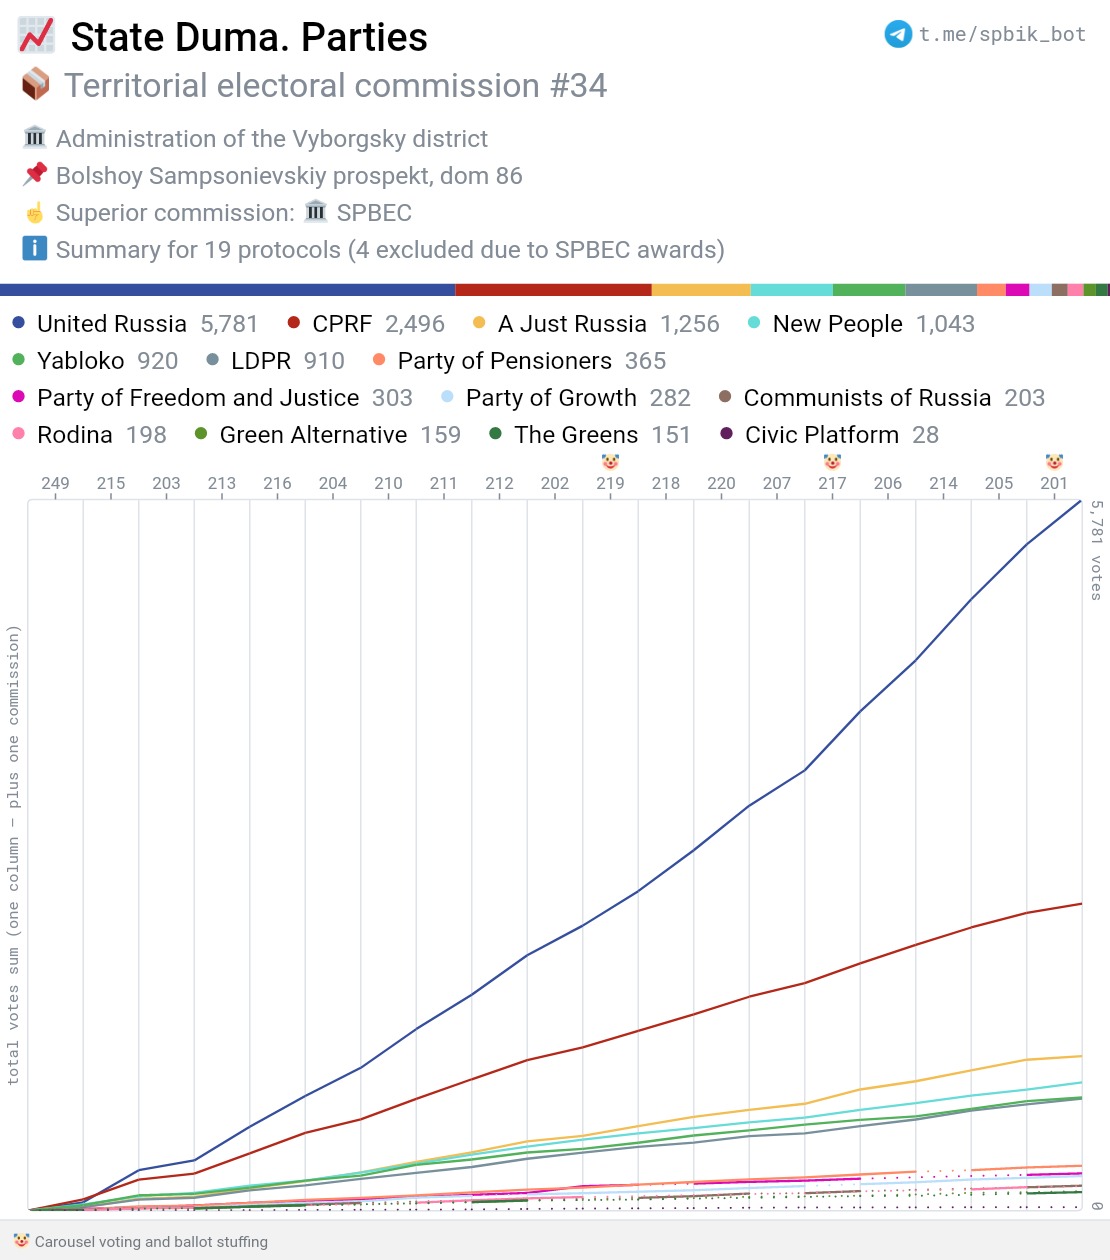 State Duma. Parties
t.me/spbik_bot
Territorial electoral commission #34
Administration of the Vyborgsky district
Bolshoy Sampsonievskiy prospekt, dom 86
Superior commission: SPBEC
Summary for 19 protocols (4 excluded due to SPBEC awards)
United Russia 5,781 CPRF 2,496 A Just Russia 1,256 New People 1,043
Yabloko 920 LDPR 910 Party of Pensioners 365
Party of Freedom and Justice 303 Party of Growth 282 Communists of Russia 203
Rodina 198 Green Alternative 159 The Greens 151 Civic Platform 28
249 215 203 213 216 204 210 211 212 202 219 218 220 207 217 206 214 205 201
5,781 votes
total votes sum (one column — plus one commission)
0
Carousel voting and ballot stuffing